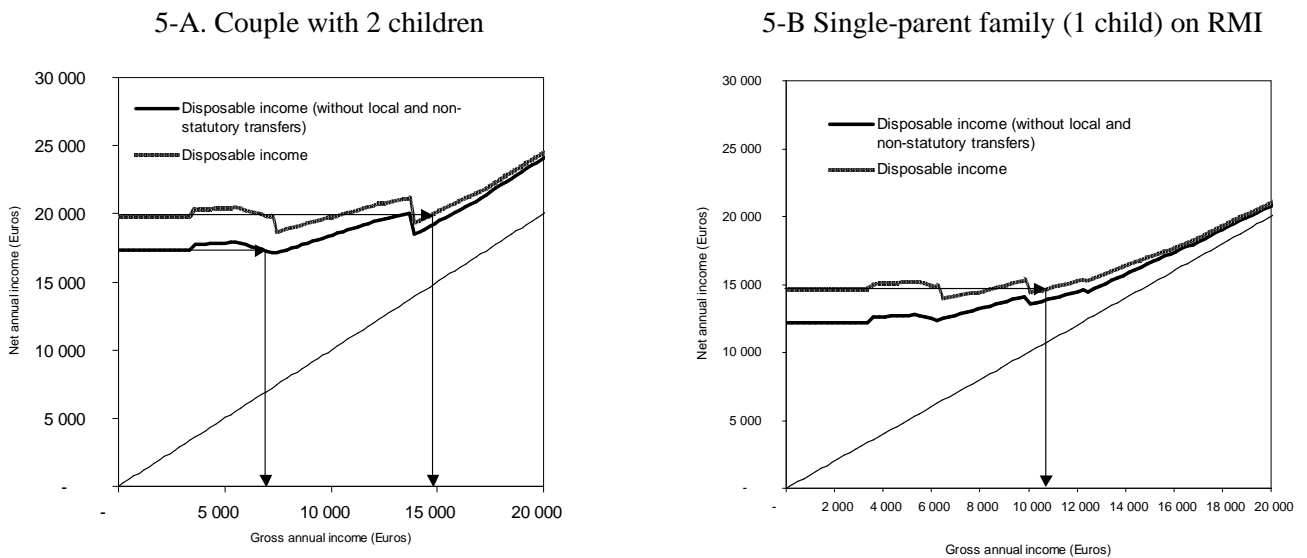 5-A. Couple with 2 children
30 000
25 000
20 000
15 000
10 000
5 000
-
Net annual income (Euros)
Disposable income (without local and non-
statutory transfers)
Disposable income
-
5 000
10 000
15 000
20 000
Gross annual income (Euros)
5-B Single-parent family (1 child) on RMI
30 000
25 000
20 000
15 000
10 000
5 000
-
Net annual income (Euros)
Disposable income (without local and
non-statutory transfers)
Disposable income
-
2 000
4 000
6 000
8 000
10 000
12 000
14 000
16 000
18 000
20 000
Gross annual income (Euros)